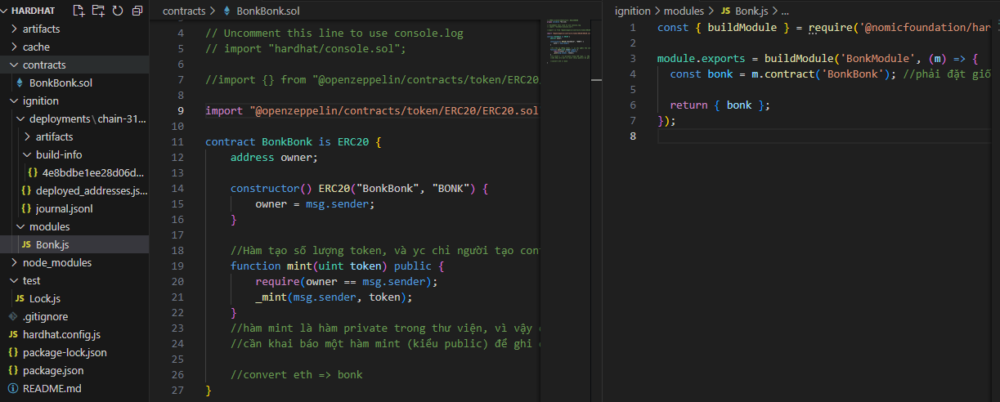 HARDHAT
artifacts
cache
contracts
BonkBonk.sol
ignition
deployments\chain-31...
artifacts
build-info
4e8bdbe1ee28d06d...
deployed_addresses.js...
journal.jsonl
modules
JS Bonk.js
node_modules
test
JS Lock.js
.gitignore
JS hardhat.config.js
{} package-lock.json
{} package.json
README.md
contracts > BonkBonk.sol
4 // Uncomment this line to use console.log
5 // import "hardhat/console.sol";
6
7 //import {} from "@openzeppelin/contracts/token/ERC20/
8
9 import "@openzeppelin/contracts/token/ERC20/ERC20.sol
10
11 contract BonkBonk is ERC20 {
12 address owner;
13
14 constructor() ERC20("BonkBonk", "BONK") {
15 owner = msg.sender;
16 }
17
18 //Hàm tạo số lượng token, và yc chỉ người tạo con
19 function mint(uint token) public {
20 require(owner == msg.sender);
21 _mint(msg.sender, token);
22 }
23 //hàm mint là hàm private trong thư viện, vì vậy
24 //cần khai báo một hàm mint (kiểu public) để ghi
25
26 //convert eth => bonk
27 }
ignition > modules > JS Bonk.js > ...
1 const { buildModule } = require('@nomicfoundation/har
2
3 module.exports = buildModule('BonkModule', (m) => {
4 const bonk = m.contract('BonkBonk'); //phải đặt giố
5
6 return { bonk };
7 });
8